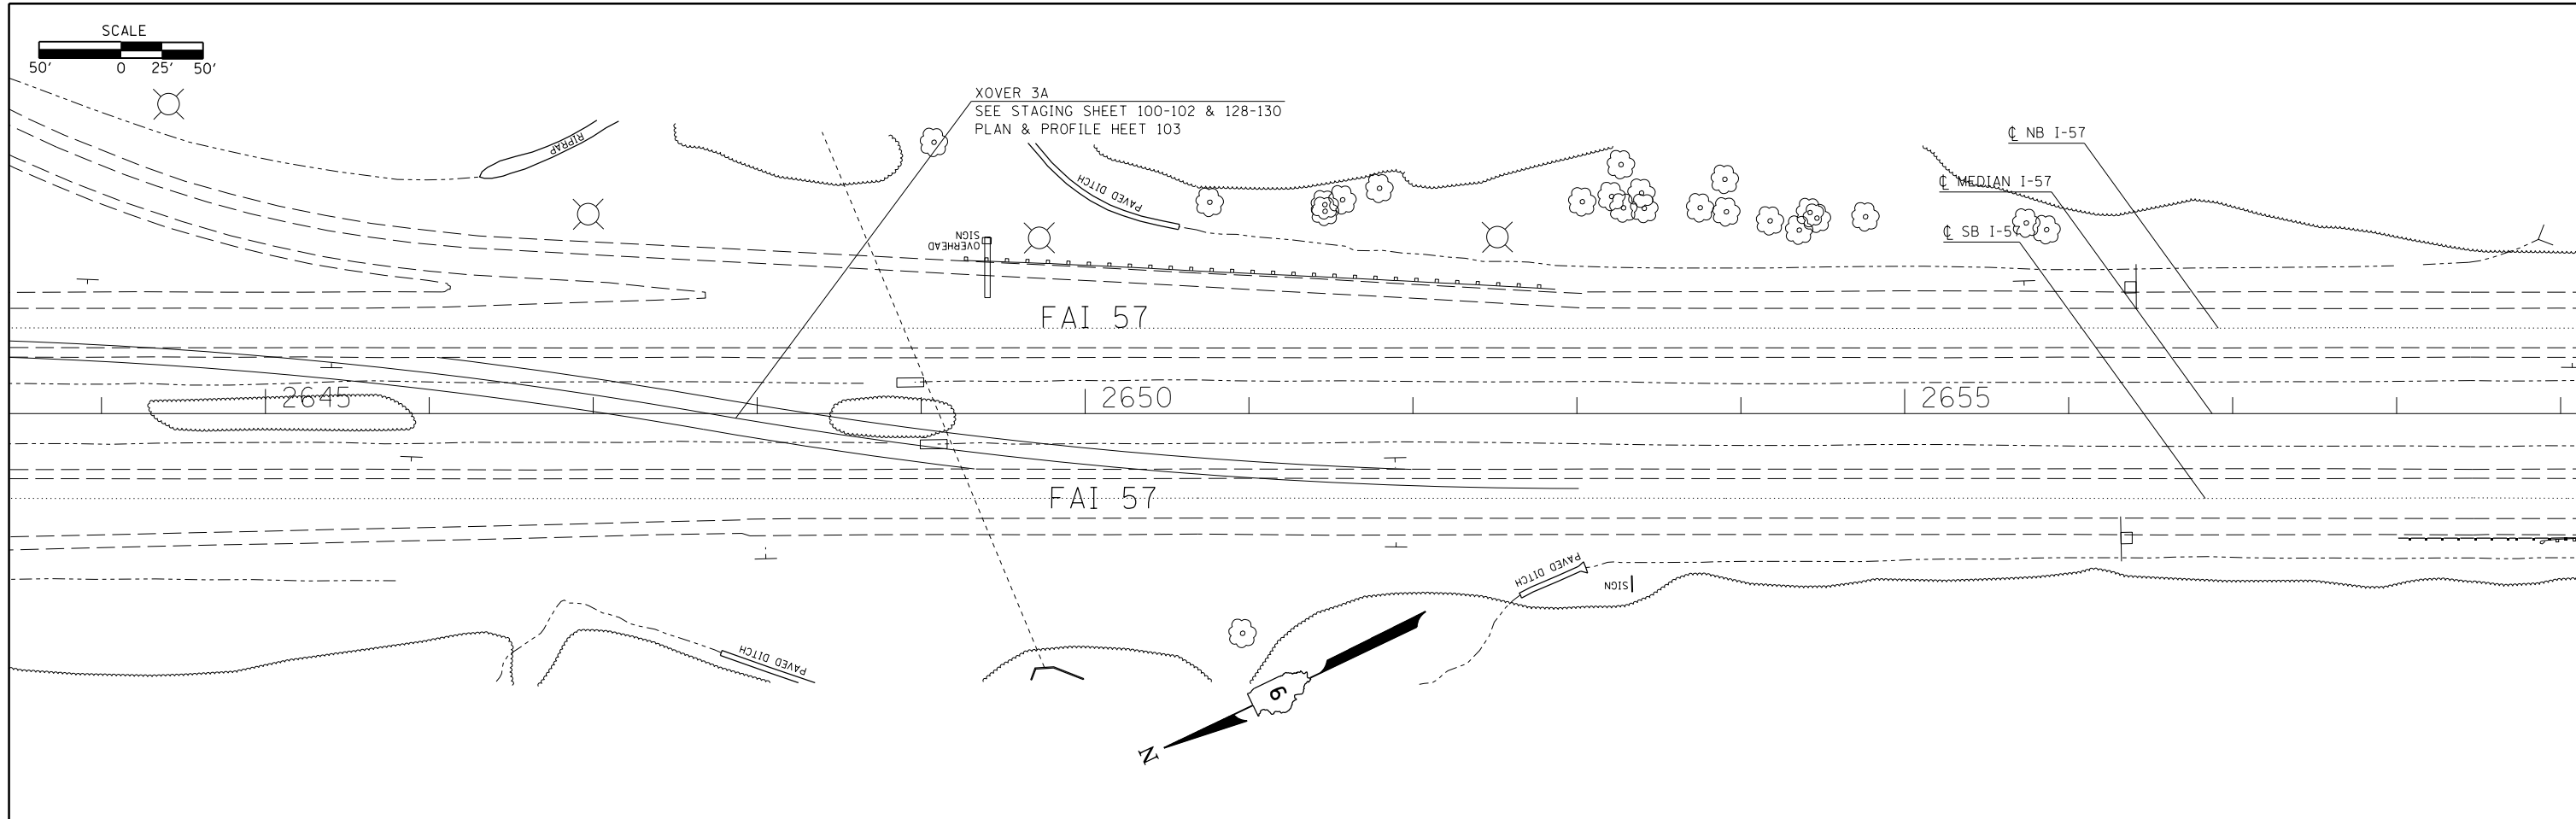 SCALE
50' 0 25' 50'
XOVER 3A
SEE STAGING SHEET 100-102 & 128-130
PLAN & PROFILE HEET 103
RIPRAP
PAVED DITCH
OVERHEAD
SIGN
℄ NB I-57
℄ MEDIAN I-57
℄ SB I-57
FAI 57
2645 2650 2655
FAI 57
PAVED DITCH
SIGN
PAVED DITCH
6
N